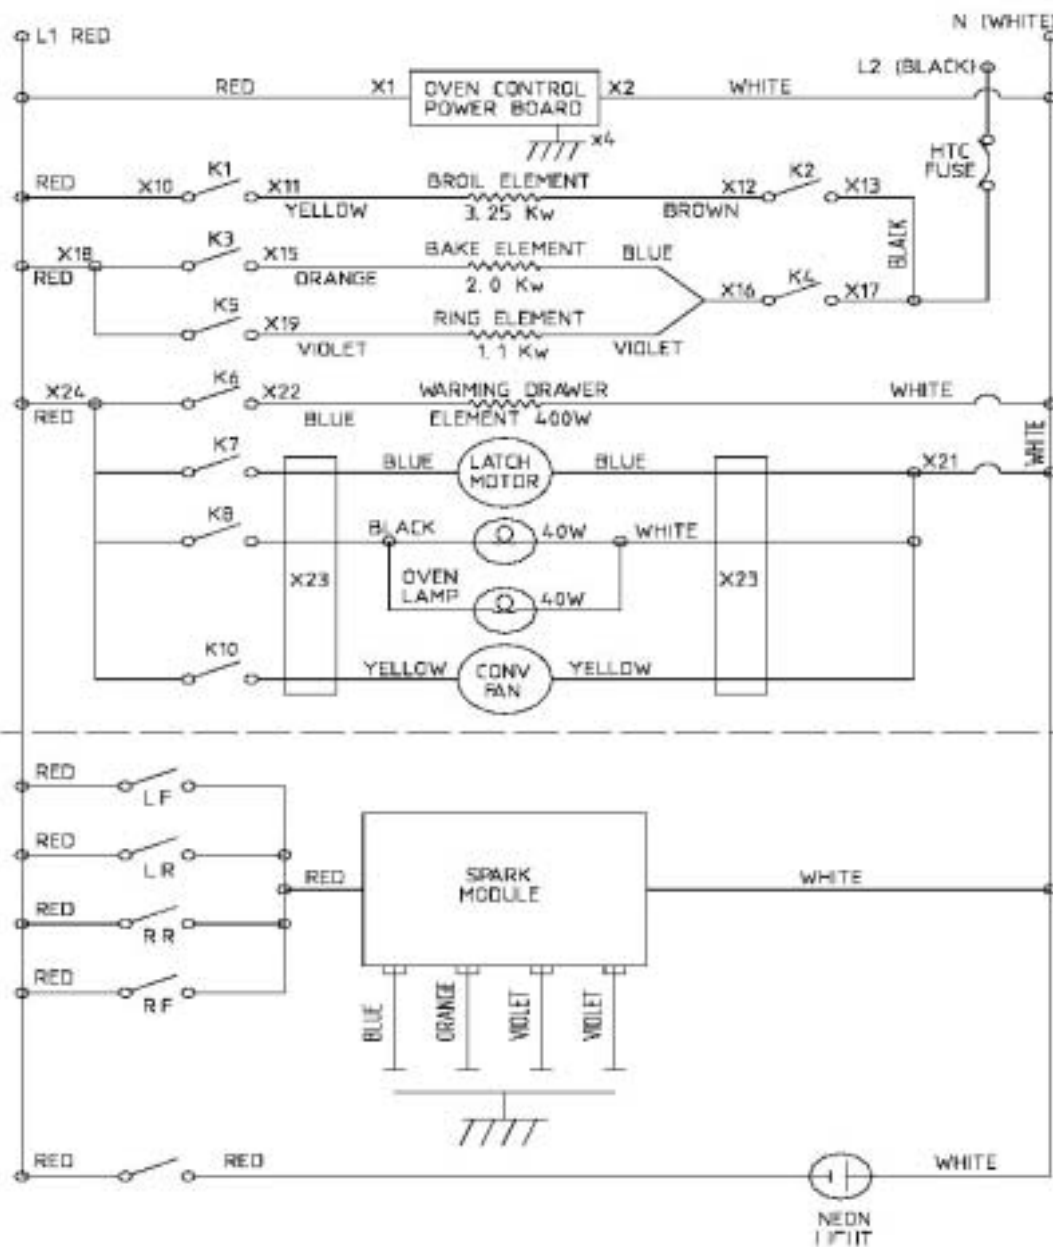 L1 RED
N (WHITE)
L2 (BLACK)
RED X1 OVEN CONTROL X2 WHITE
POWER BOARD
x4
HTC
FUSE
RED X10 K1 X11 BROIL ELEMENT X12 K2 X13
YELLOW 3.25 Kw BROWN
BLACK
X18 K3 X15 BAKE ELEMENT BLUE
RED ORANGE 2.0 Kw
X16 K4 X17
K5 X19 RING ELEMENT
VIOLET 1.1 Kw VIOLET
X24 K6 X22 WARMING DRAWER WHITE
RED BLUE ELEMENT 400W
WHITE
K7 BLUE LATCH BLUE X21
MOTOR
K8 BLACK 40W WHITE
X23 OVEN X23
LAMP 40W
K10 YELLOW CONV YELLOW
FAN
RED
LF
RED
LR
RED SPARK WHITE
MODULE
RED
RR
RED
RF
BLUE ORANGE VIOLET VIOLET
RED RED WHITE
NEON
LIGHT